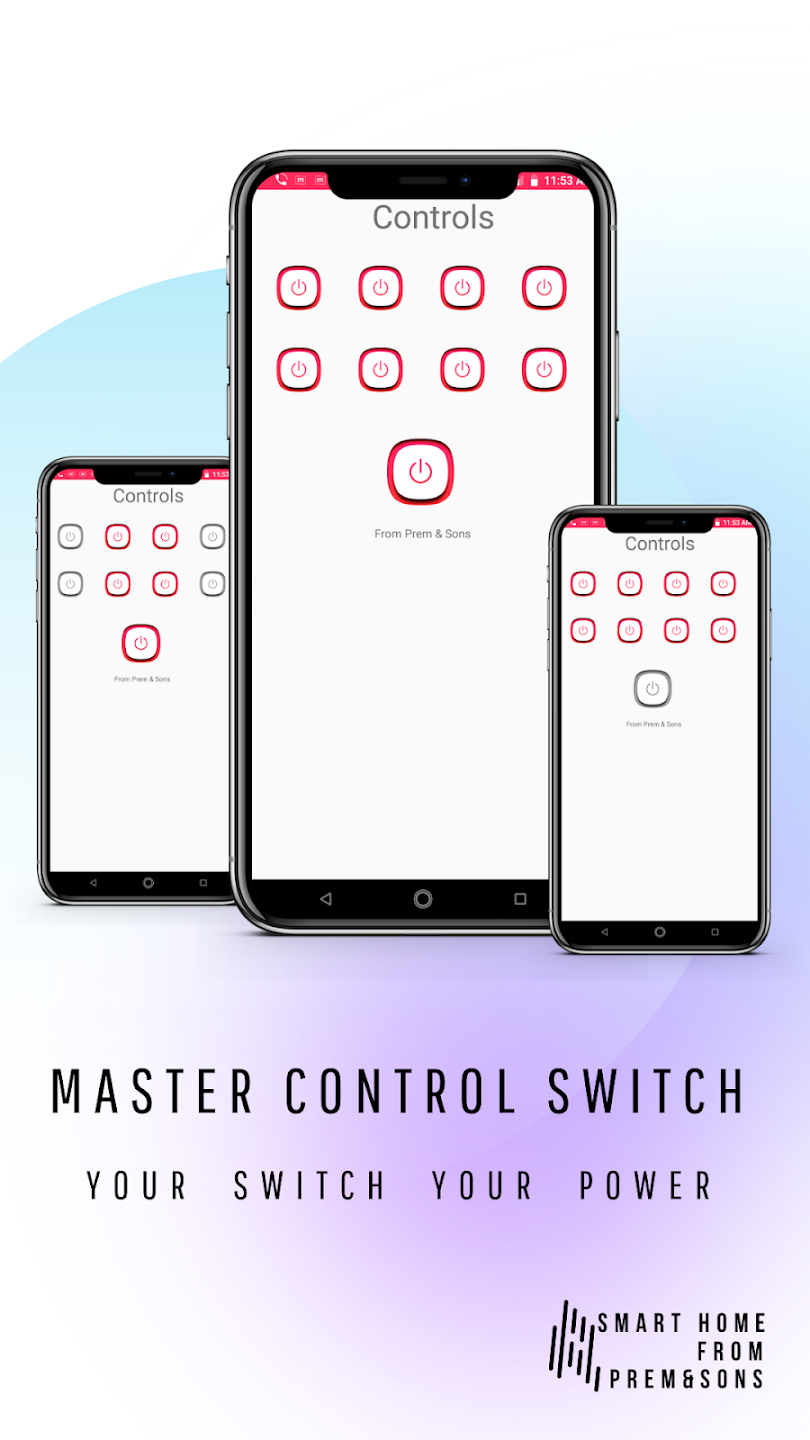 11:53 A
Controls
From Prem & Sons
11:53
Controls
From Prem & Sons
11:53 AM
Controls
From Prem & Sons
MASTER CONTROL SWITCH
YOUR SWITCH YOUR POWER
SMART HOME
FROM
PREM&SONS